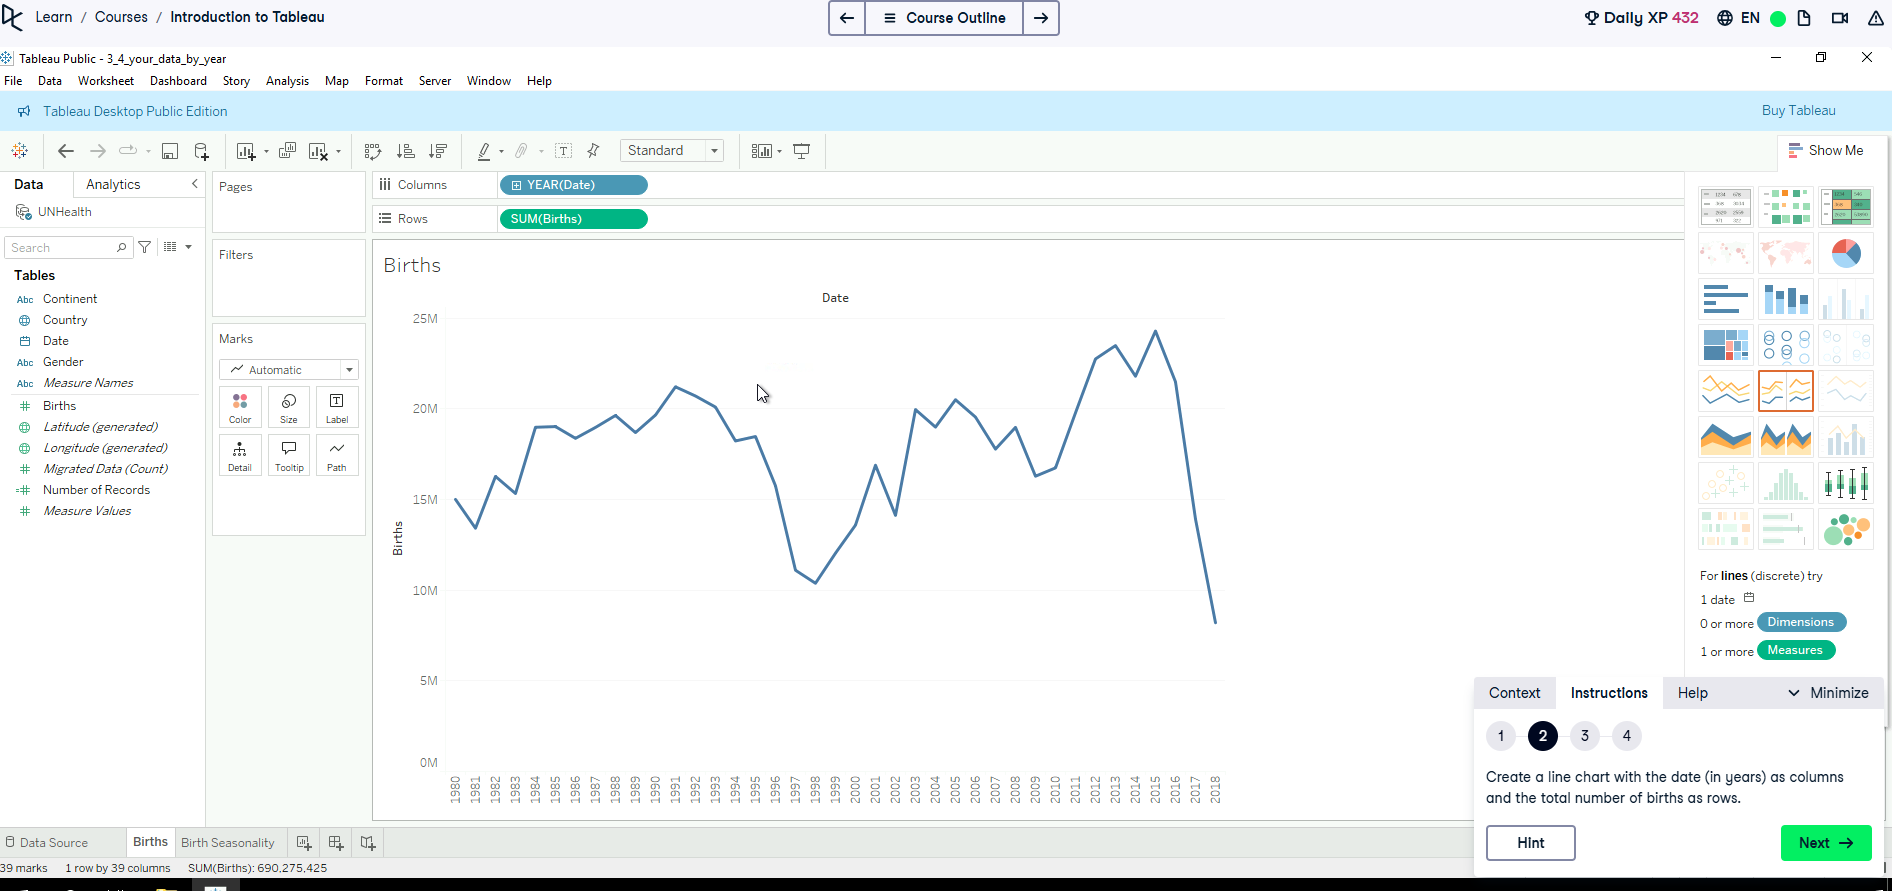 Learn / Courses / Introduction to Tableau
Course Outline
Daily XP 432
EN
Tableau Public - 3_4_your_data_by_year
File Data Worksheet Dashboard Story Analysis Map Format Server Window Help
Tableau Desktop Public Edition
Buy Tableau
Standard
Show Me
Data
Analytics
UNHealth
Search
Tables
Abc Continent
Country
Date
Abc Gender
Abc Measure Names
Births
Latitude (generated)
Longitude (generated)
Migrated Data (Count)
Number of Records
Measure Values
Pages
Filters
Marks
Automatic
Color
Size
Label
Detail
Tooltip
Path
Columns
YEAR(Date)
Rows
SUM(Births)
Births
Date
25M
20M
15M
10M
5M
0M
Births
1980
1981
1982
1983
1984
1985
1986
1987
1988
1989
1990
1991
1992
1993
1994
1995
1996
1997
1998
1999
2000
2001
2002
2003
2004
2005
2006
2007
2008
2009
2010
2011
2012
2013
2014
2015
2016
2017
2018
For lines (discrete) try
1 date
0 or more Dimensions
1 or more Measures
Context
Instructions
Help
Minimize
1
2
3
4
Create a line chart with the date (in years) as columns
and the total number of births as rows.
Hint
Next
Data Source
Births
Birth Seasonality
39 marks 1 row by 39 columns SUM(Births): 690,275,425